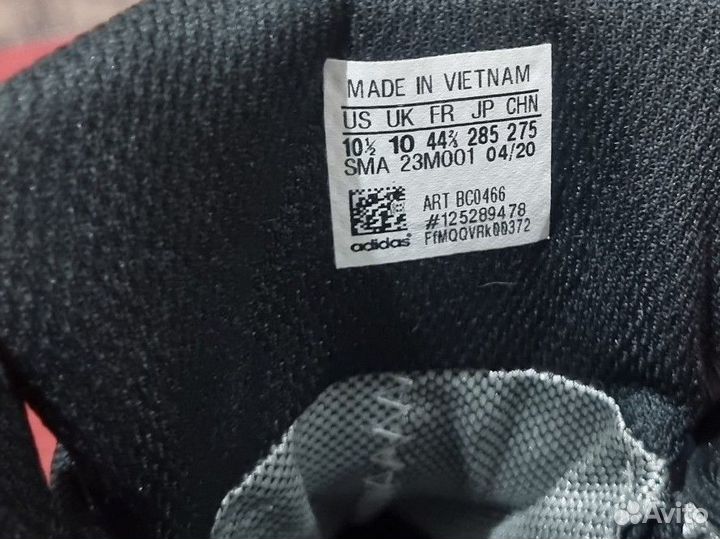 MADE IN VIETNAM
US UK FR JP CHN
10½ 10 44⅔ 285 275
SMA 23M001 04/20
ART BC0466
#125289478
FfMQQVRk00372
adidas
Avito